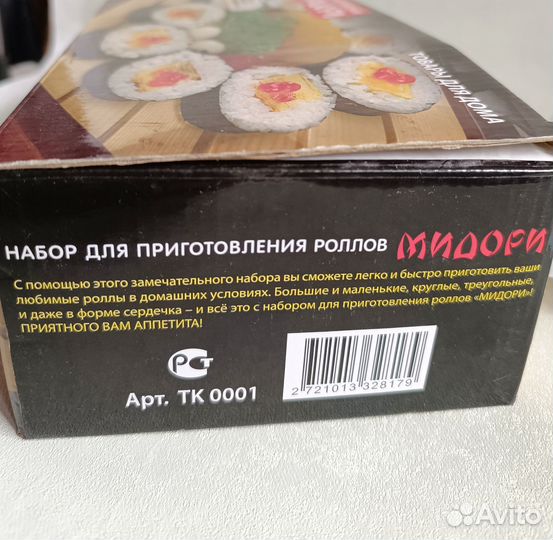 ТОВАРЫ ДЛЯ ДОМА
НАБОР ДЛЯ ПРИГОТОВЛЕНИЯ РОЛЛОВ МИДОРИ
С помощью этого замечательного набора вы сможете легко и быстро приготовить ваши
любимые роллы в домашних условиях. Большие и маленькие, круглые, треугольные,
и даже в форме сердечка – и всё это с набором для приготовления роллов «МИДОРИ»!
ПРИЯТНОГО ВАМ АППЕТИТА!
РСТ
Арт. ТК 0001
2 721013 328179
Avito